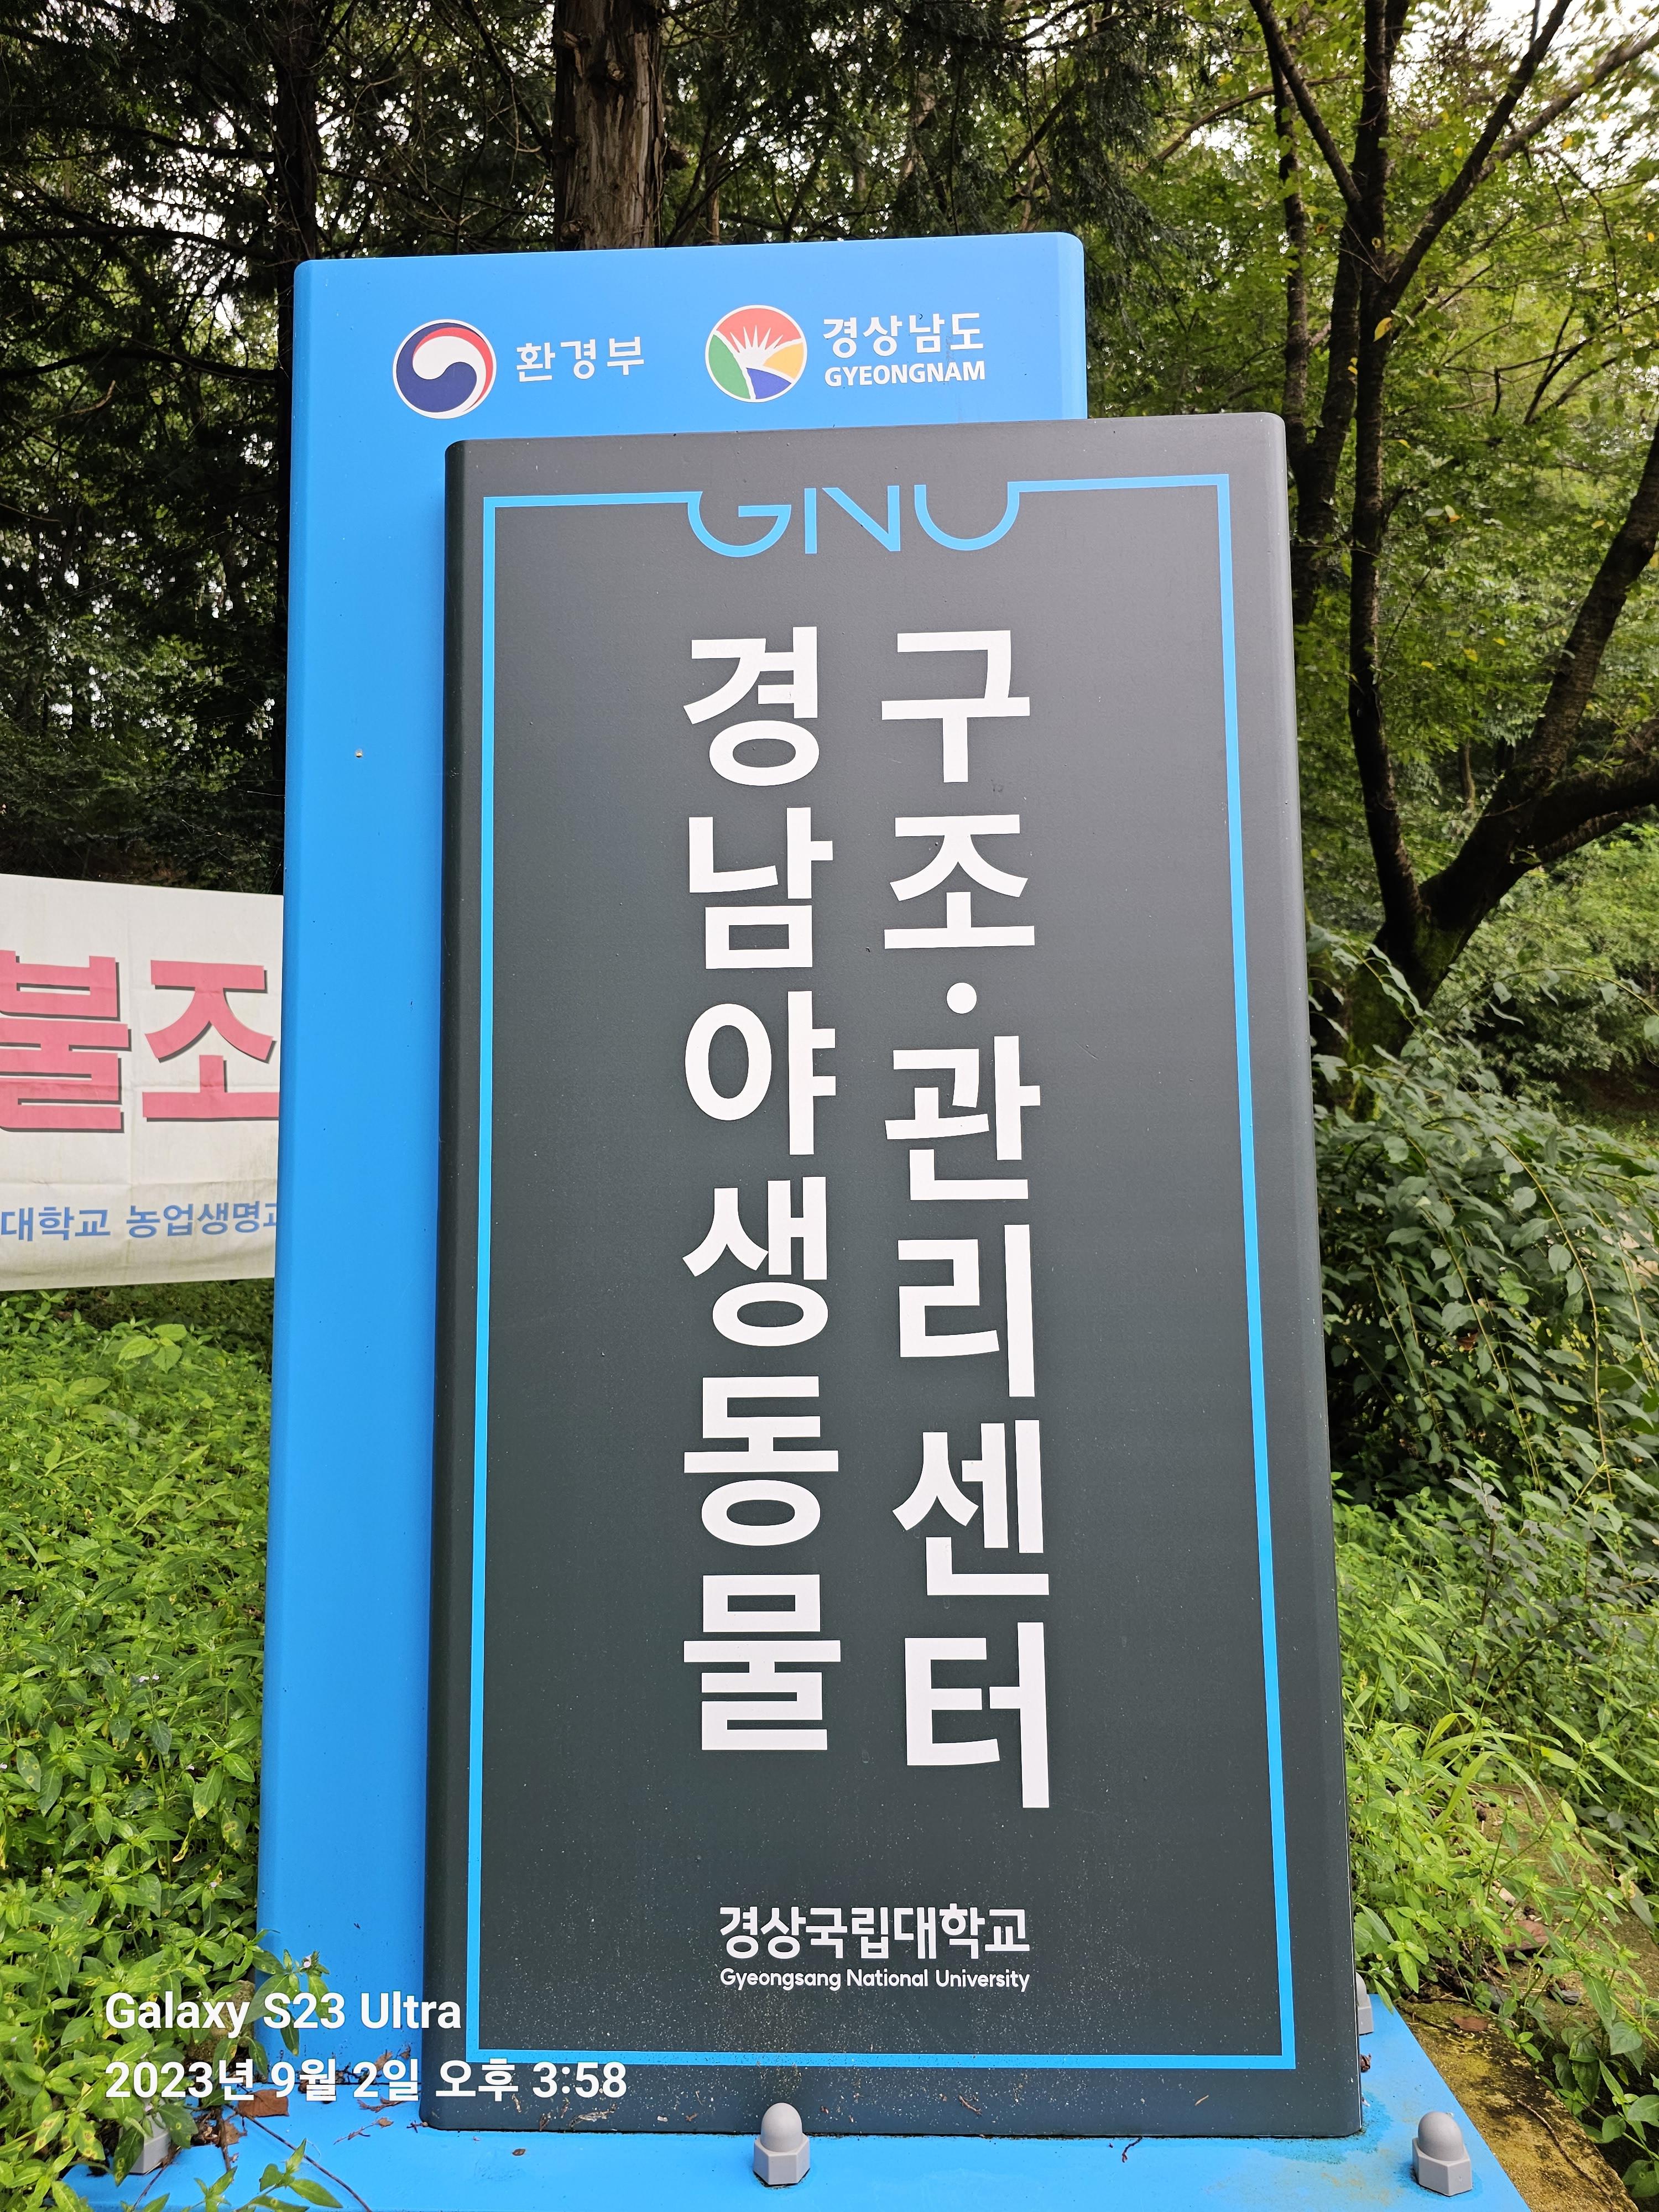 환경부
경상남도
GYEONGNAM
GNU
경남야생동물
구조·관리센터
경상국립대학교
Gyeongsang National University
불조
대학교 농업생명과
Galaxy S23 Ultra
2023년 9월 2일 오후 3:58